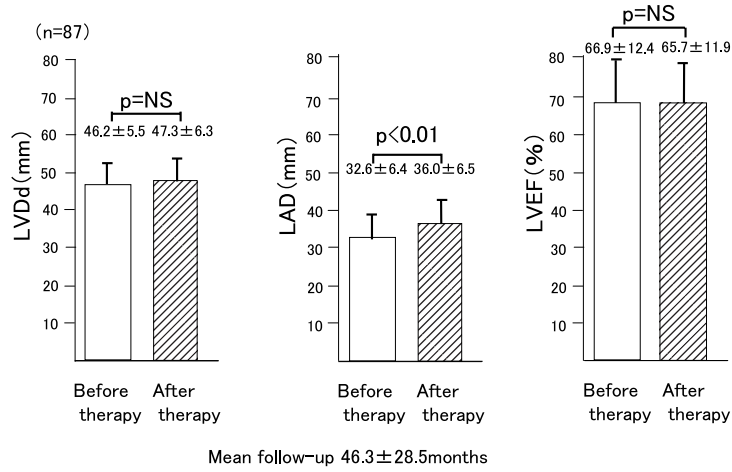 (n=87)
LVDd(mm)
80
70
60
50
40
30
20
10
p=NS
46.2±5.5 47.3±6.3
Before therapy
After therapy
LAD(mm)
80
70
60
50
40
30
20
10
p<0.01
32.6±6.4 36.0±6.5
Before therapy
After therapy
LVEF(%)
80
70
60
50
40
30
20
10
p=NS
66.9±12.4 65.7±11.9
Before therapy
After therapy
Mean follow-up 46.3±28.5months